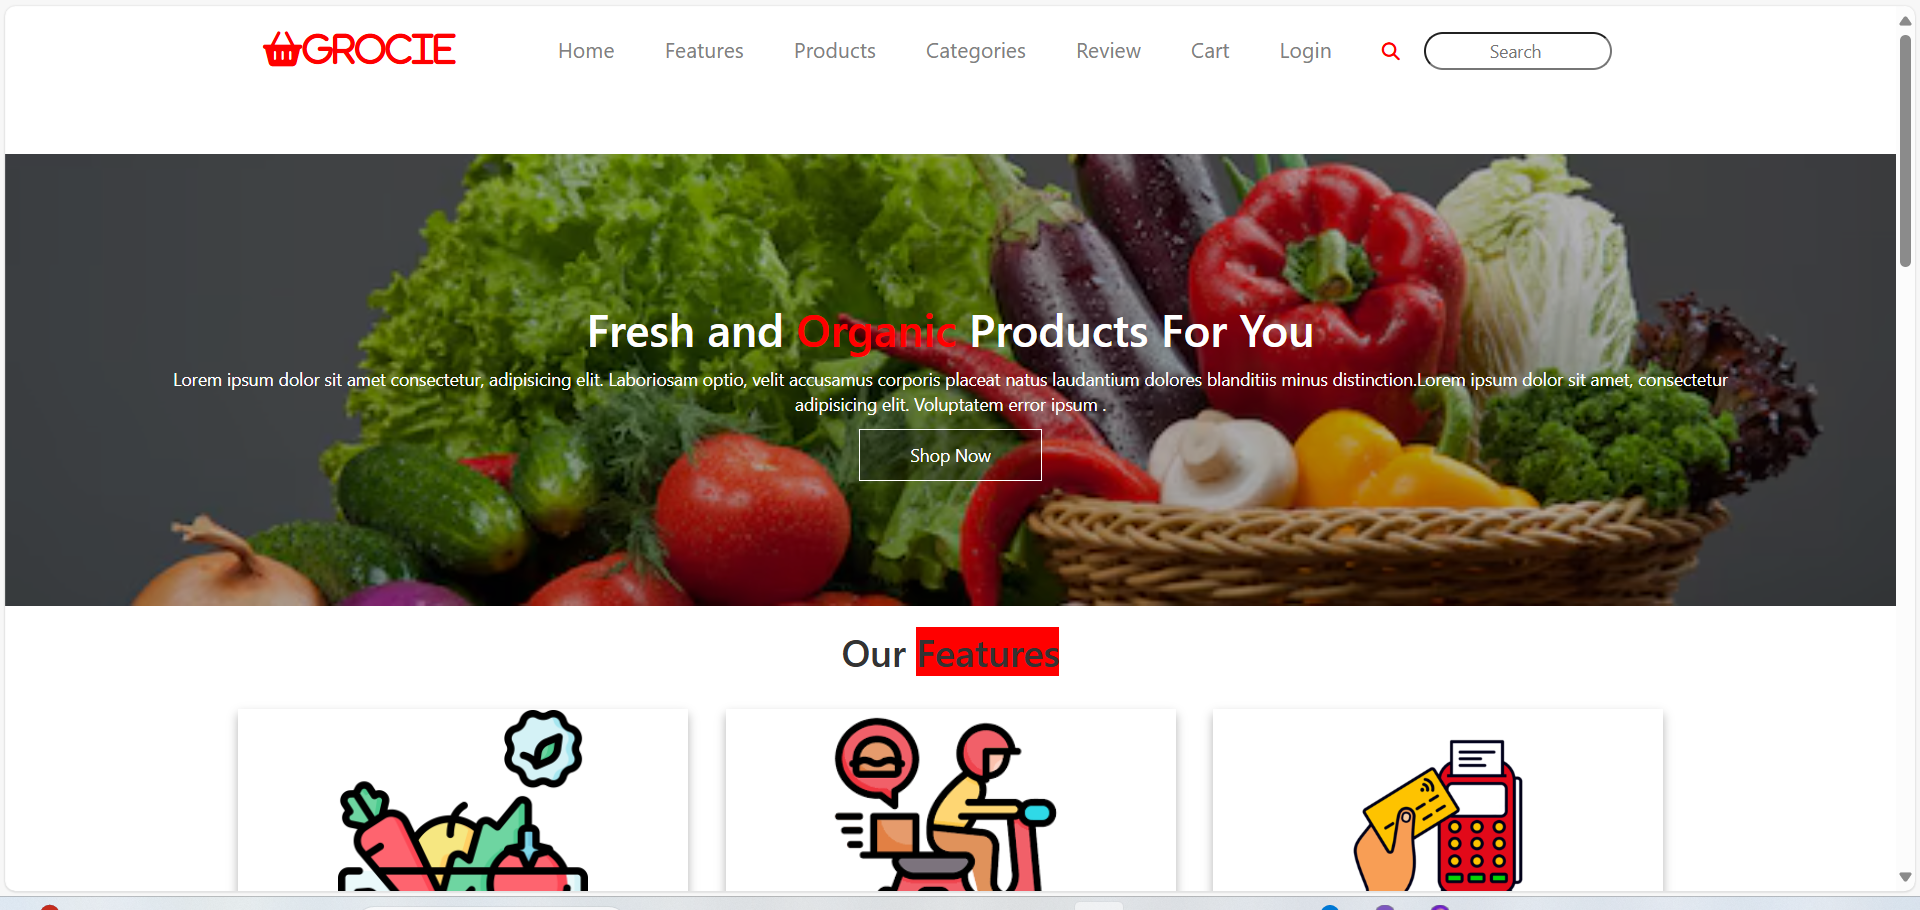 GROCIE
Home Features Products Categories Review Cart Login Search
Fresh and Organic Products For You
Lorem ipsum dolor sit amet consectetur, adipisicing elit. Laboriosam optio, velit accusamus corporis placeat natus laudantium dolores blanditiis minus distinction.Lorem ipsum dolor sit amet, consectetur
adipisicing elit. Voluptatem error ipsum .
Shop Now
Our Features